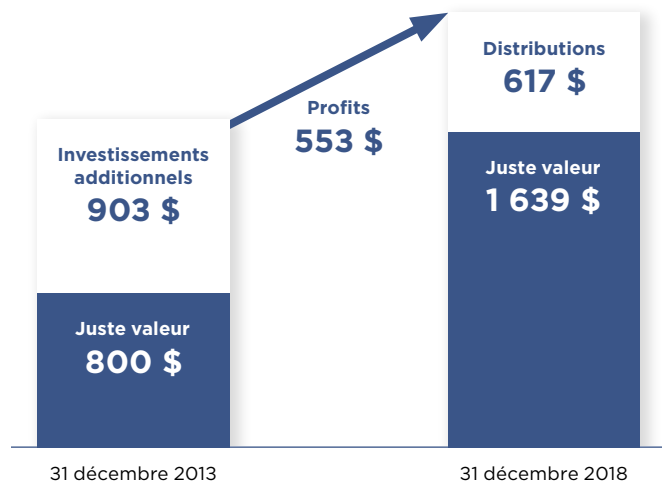 Investissements
additionnels
903 $
Juste valeur
800 $
31 décembre 2013
Profits
553 $
Distributions
617 $
Juste valeur
1 639 $
31 décembre 2018